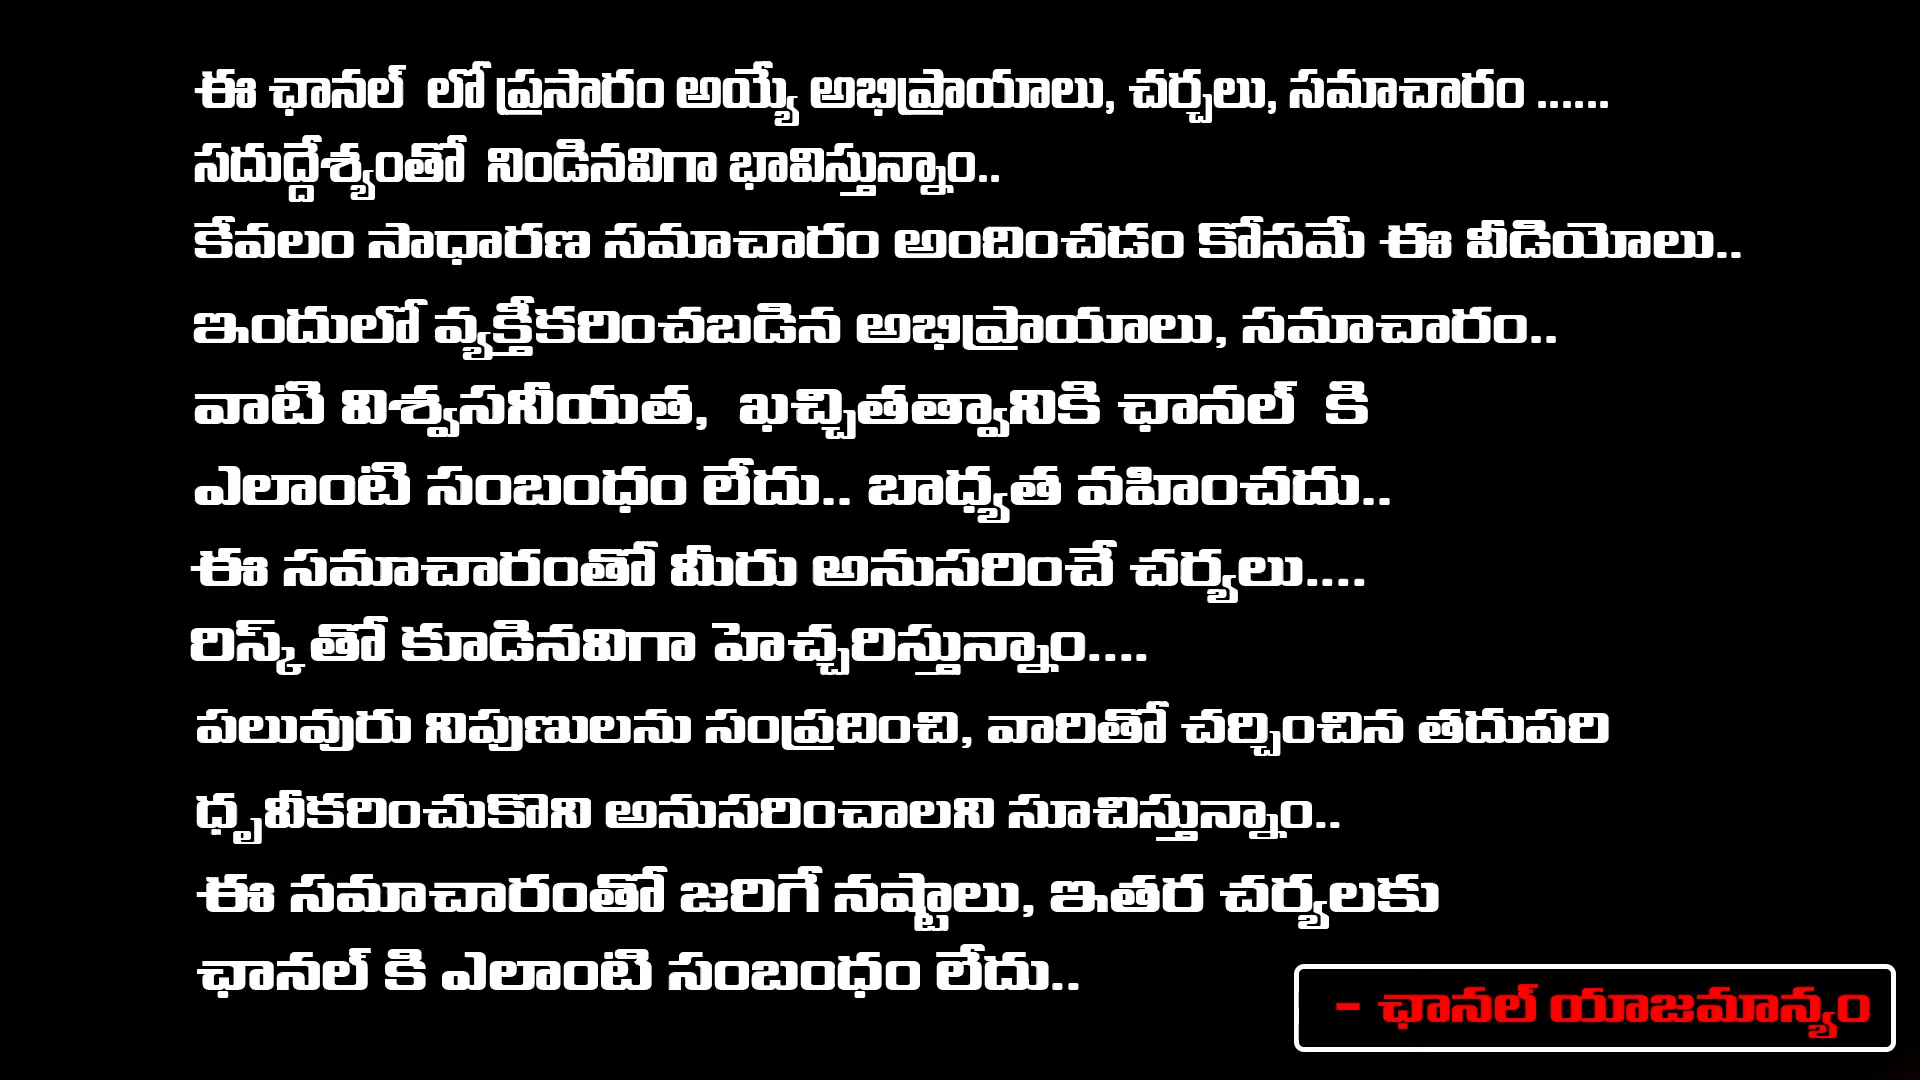 ఈ ఛానల్ లో ప్రసారం అయ్యే అభిప్రాయాలు, చర్చలు, సమాచారం ......
సదుద్దేశ్యంతో నిండినవిగా భావిస్తున్నాం..
కేవలం సాధారణ సమాచారం అందించడం కోసమే ఈ వీడియోలు..
ఇందులో వ్యక్తీకరించబడిన అభిప్రాయాలు, సమాచారం..
వాటి విశ్వసనీయత, ఖచ్చితత్వానికి ఛానల్ కి
ఎలాంటి సంబంధం లేదు.. బాధ్యత వహించదు..
ఈ సమాచారంతో మీరు అనుసరించే చర్యలు....
రిస్క్ తో కూడినవిగా హెచ్చరిస్తున్నాం....
పలువురు నిపుణులను సంప్రదించి, వారితో చర్చించిన తదుపరి
ధృవీకరించుకొని అనుసరించాలని సూచిస్తున్నాం..
ఈ సమాచారంతో జరిగే నష్టాలు, ఇతర చర్యలకు
ఛానల్ కి ఎలాంటి సంబంధం లేదు..
- ఛానల్ యాజమాన్యం